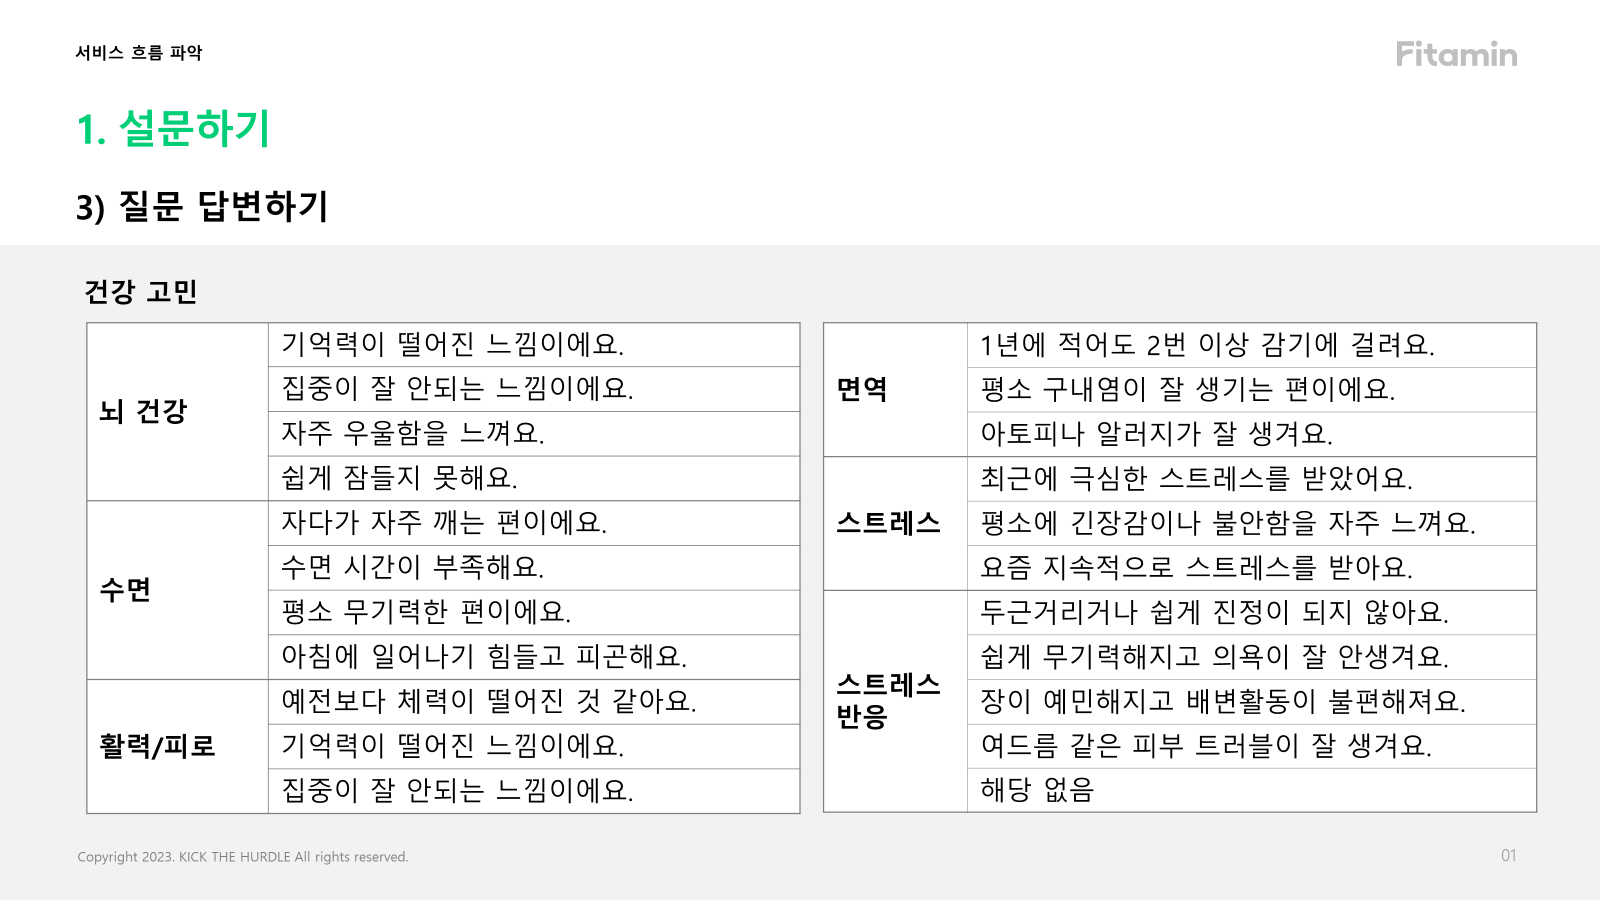 서비스 흐름 파악
Fitamin
1. 설문하기
3) 질문 답변하기
건강 고민
뇌 건강
기억력이 떨어진 느낌이에요.
집중이 잘 안되는 느낌이에요.
자주 우울함을 느껴요.
쉽게 잠들지 못해요.
수면
자다가 자주 깨는 편이에요.
수면 시간이 부족해요.
평소 무기력한 편이에요.
아침에 일어나기 힘들고 피곤해요.
활력/피로
예전보다 체력이 떨어진 것 같아요.
기억력이 떨어진 느낌이에요.
집중이 잘 안되는 느낌이에요.
면역
1년에 적어도 2번 이상 감기에 걸려요.
평소 구내염이 잘 생기는 편이에요.
아토피나 알러지가 잘 생겨요.
스트레스
최근에 극심한 스트레스를 받았어요.
평소에 긴장감이나 불안함을 자주 느껴요.
요즘 지속적으로 스트레스를 받아요.
스트레스
반응
두근거리거나 쉽게 진정이 되지 않아요.
쉽게 무기력해지고 의욕이 잘 안생겨요.
장이 예민해지고 배변활동이 불편해져요.
여드름 같은 피부 트러블이 잘 생겨요.
해당 없음
Copyright 2023. KICK THE HURDLE All rights reserved.
01